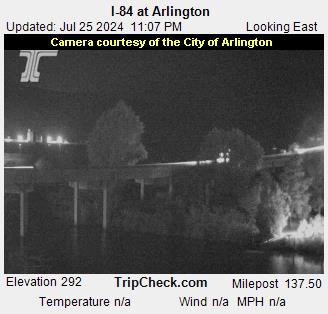 I-84 at Arlington
Updated: Jul 25 2024 11:07 PM Looking East
Camera courtesy of the City of Arlington
Elevation 292 TripCheck.com Milepost 137.50
Temperature n/a Wind n/a MPH n/a